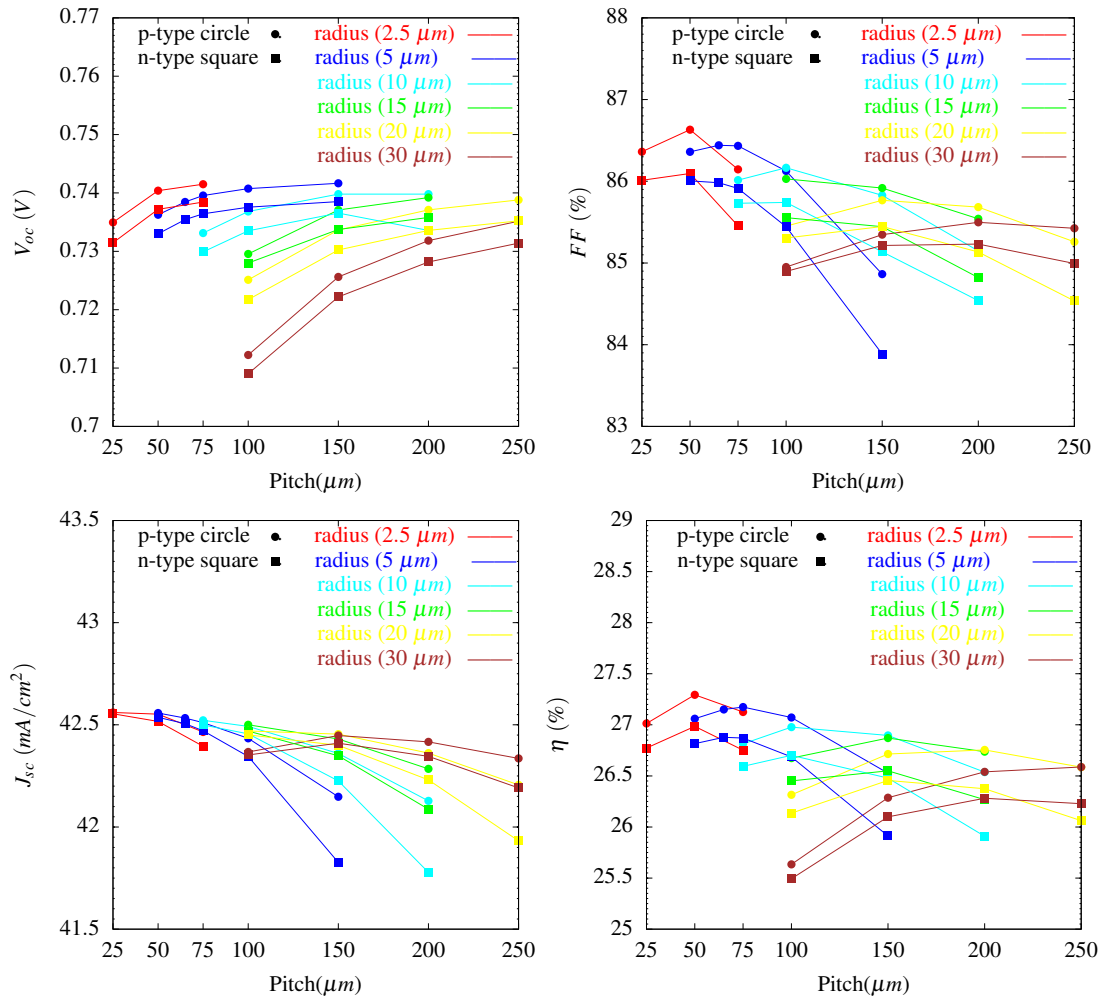 0.77
0.76
0.75
0.74
0.73
0.72
0.71
0.7
V_oc (V)
p-type circle
n-type square
radius (2.5 μm)
radius (5 μm)
radius (10 μm)
radius (15 μm)
radius (20 μm)
radius (30 μm)
25 50 75 100 150 200 250
Pitch(μm)
88
87
86
85
84
83
FF (%)
p-type circle
n-type square
radius (2.5 μm)
radius (5 μm)
radius (10 μm)
radius (15 μm)
radius (20 μm)
radius (30 μm)
25 50 75 100 150 200 250
Pitch(μm)
43.5
43
42.5
42
41.5
J_sc (mA/cm²)
p-type circle
n-type square
radius (2.5 μm)
radius (5 μm)
radius (10 μm)
radius (15 μm)
radius (20 μm)
radius (30 μm)
25 50 75 100 150 200 250
Pitch(μm)
29
28.5
28
27.5
27
26.5
26
25.5
25
η (%)
p-type circle
n-type square
radius (2.5 μm)
radius (5 μm)
radius (10 μm)
radius (15 μm)
radius (20 μm)
radius (30 μm)
25 50 75 100 150 200 250
Pitch(μm)